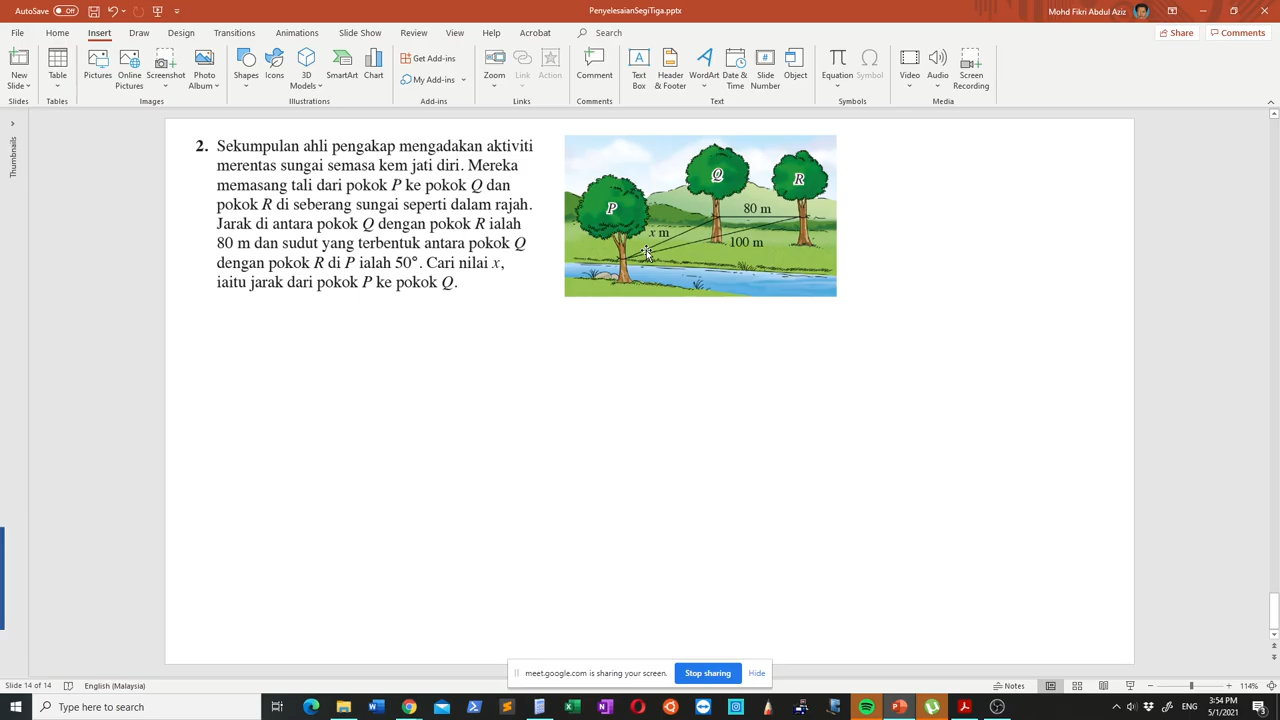 AutoSave Off
PenyelesaianSegiTiga.pptx
Mohd Fikri Abdul Aziz
File Home Insert Draw Design Transitions Animations Slide Show Review View Help Acrobat Search
Share Comments
New Slide
Table
Pictures
Online Pictures
Screenshot
Photo Album
Shapes
Icons
3D Models
SmartArt
Chart
Get Add-ins
My Add-ins
Zoom
Link
Action
Comment
Text Box
Header & Footer
WordArt
Date & Time
Slide Number
Object
Equation
Symbol
Video
Audio
Screen Recording
Slides Tables Images Illustrations Add-ins Links Comments Text Symbols Media
Thumbnails
2. Sekumpulan ahli pengakap mengadakan aktiviti
merentas sungai semasa kem jati diri. Mereka
memasang tali dari pokok P ke pokok Q dan
pokok R di seberang sungai seperti dalam rajah.
Jarak di antara pokok Q dengan pokok R ialah
80 m dan sudut yang terbentuk antara pokok Q
dengan pokok R di P ialah 50°. Cari nilai x,
iaitu jarak dari pokok P ke pokok Q.
P
Q
R
80 m
x m
100 m
meet.google.com is sharing your screen. Stop sharing Hide
Slide 14 of 14 English (Malaysia)
Notes
114%
Type here to search
3:54 PM
ENG
5/1/2021